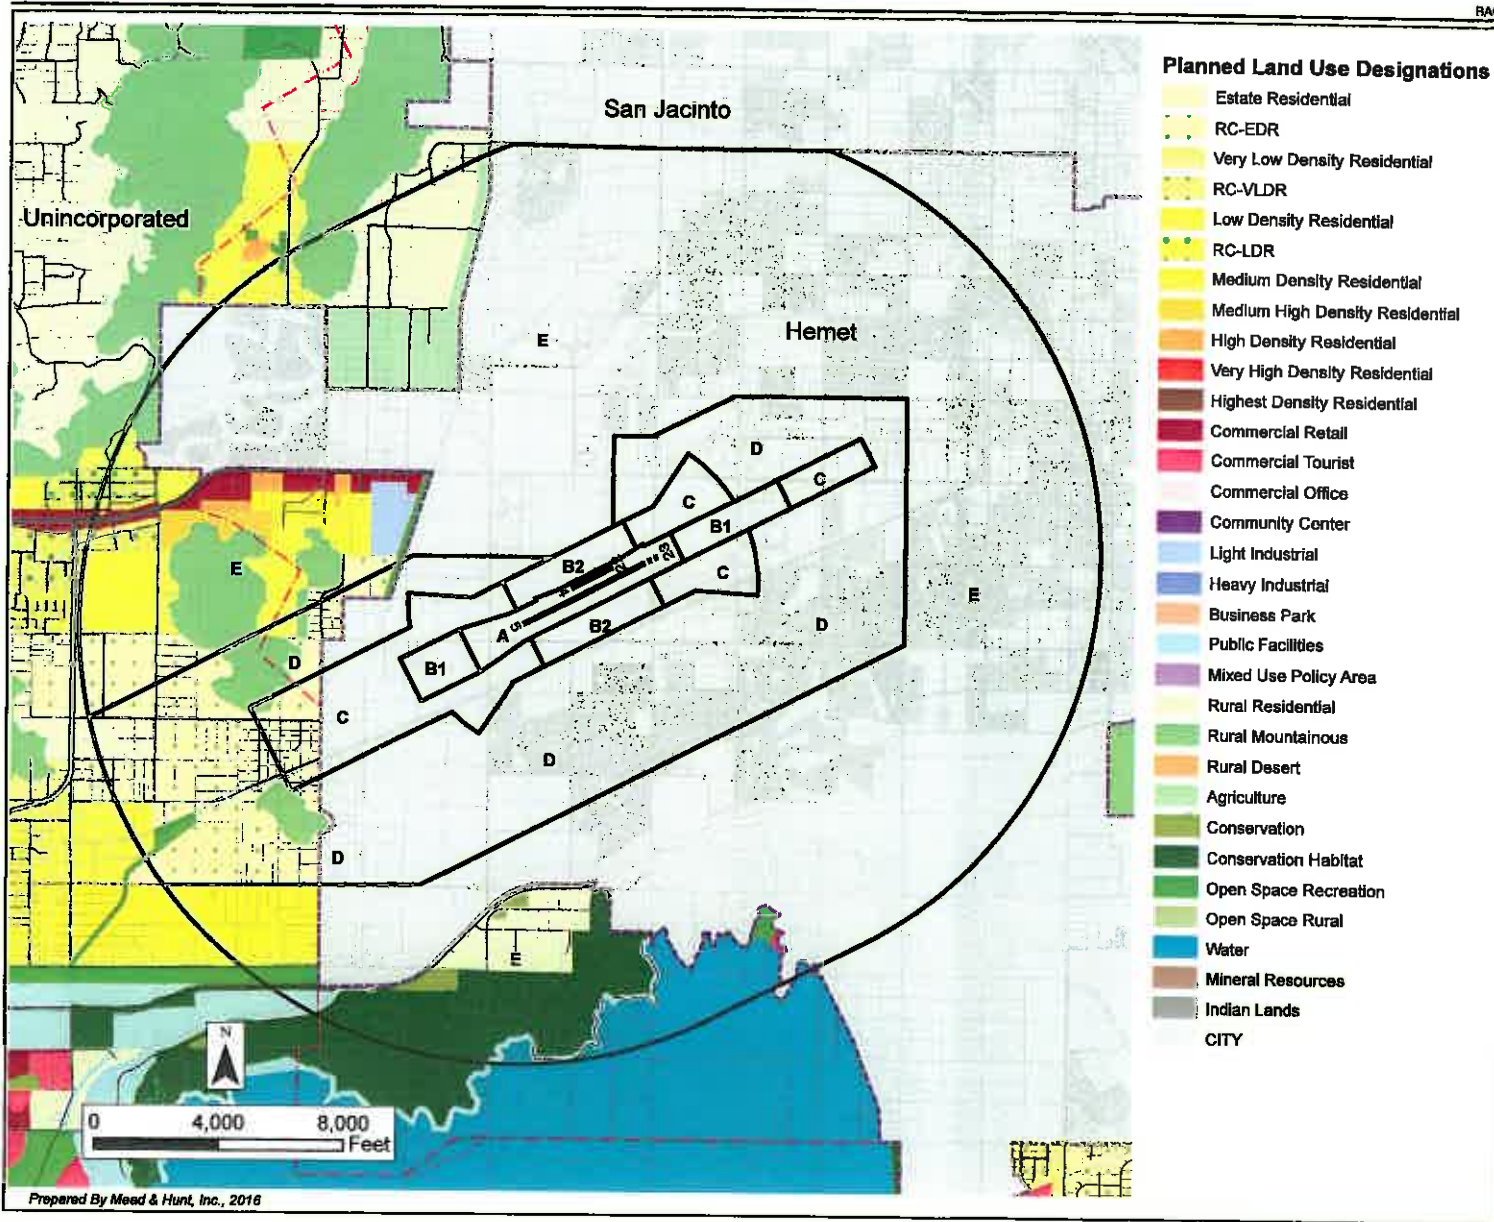 BA
San Jacinto
Unincorporated
Hemet
E
D
C
C
B1
B2
23
E
A
5
B2
C
E
D
D
B1
C
D
D
E
N
0 4,000 8,000
Feet
Prepared By Mead & Hunt, Inc., 2016
Planned Land Use Designations
Estate Residential
RC-EDR
Very Low Density Residential
RC-VLDR
Low Density Residential
RC-LDR
Medium Density Residential
Medium High Density Residential
High Density Residential
Very High Density Residential
Highest Density Residential
Commercial Retail
Commercial Tourist
Commercial Office
Community Center
Light Industrial
Heavy Industrial
Business Park
Public Facilities
Mixed Use Policy Area
Rural Residential
Rural Mountainous
Rural Desert
Agriculture
Conservation
Conservation Habitat
Open Space Recreation
Open Space Rural
Water
Mineral Resources
Indian Lands
CITY